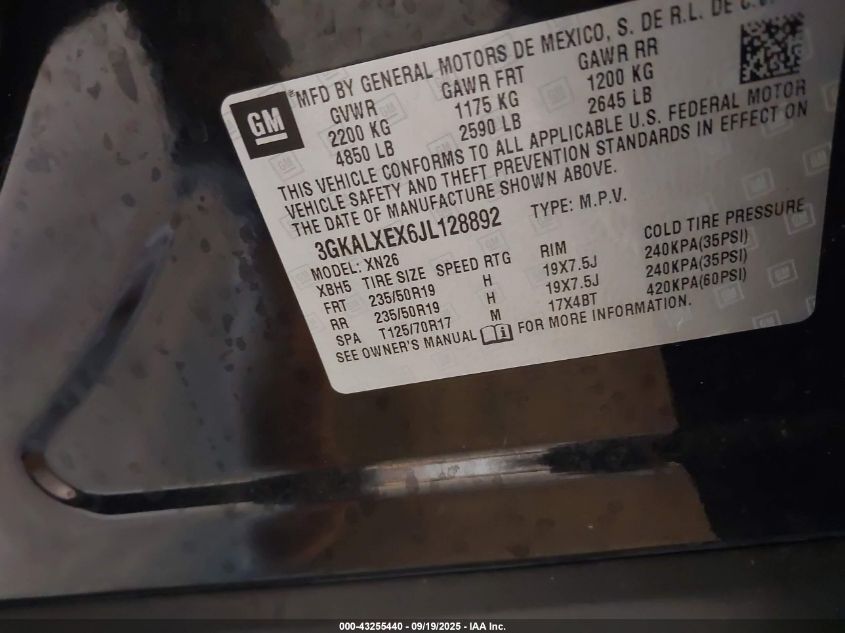 GM
MFD BY GENERAL MOTORS DE MEXICO, S. DE R.L. DE
GVWR GAWR FRT GAWR RR
2200 KG 1175 KG 1200 KG
4850 LB 2590 LB 2645 LB
THIS VEHICLE CONFORMS TO ALL APPLICABLE U.S. FEDERAL MOTOR
VEHICLE SAFETY AND THEFT PREVENTION STANDARDS IN EFFECT ON
THE DATE OF MANUFACTURE SHOWN ABOVE.
3GKALXEX6JL128892 TYPE: M.P.V.
MODEL: XN26
XBH5 TIRE SIZE SPEED RTG RIM COLD TIRE PRESSURE
FRT 235/50R19 H 19X7.5J 240KPA(35PSI)
RR 235/50R19 H 19X7.5J 240KPA(35PSI)
SPA T125/70R17 M 17X4BT 420KPA(60PSI)
SEE OWNER'S MANUAL FOR MORE INFORMATION.
000-43255440 - 09/19/2025 - IAA Inc.